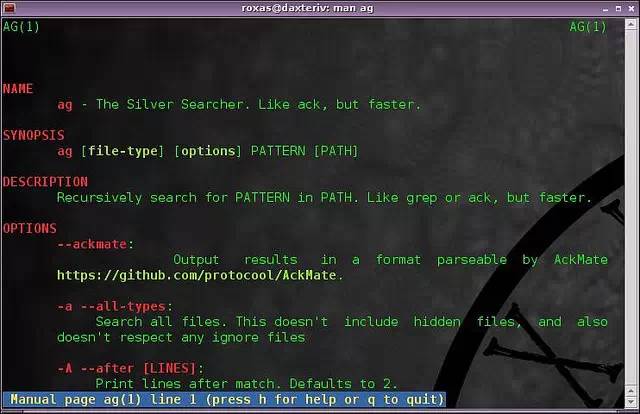 roxas@daxteriv: man ag
AG(1) AG(1)
NAME
ag - The Silver Searcher. Like ack, but faster.
SYNOPSIS
ag [file-type] [options] PATTERN [PATH]
DESCRIPTION
Recursively search for PATTERN in PATH. Like grep or ack, but faster.
OPTIONS
--ackmate:
Output results in a format parseable by AckMate
https://github.com/protocool/AckMate.
-a --all-types:
Search all files. This doesn't include hidden files, and also
doesn't respect any ignore files
-A --after [LINES]:
Print lines after match. Defaults to 2.
Manual page ag(1) line 1 (press h for help or q to quit)